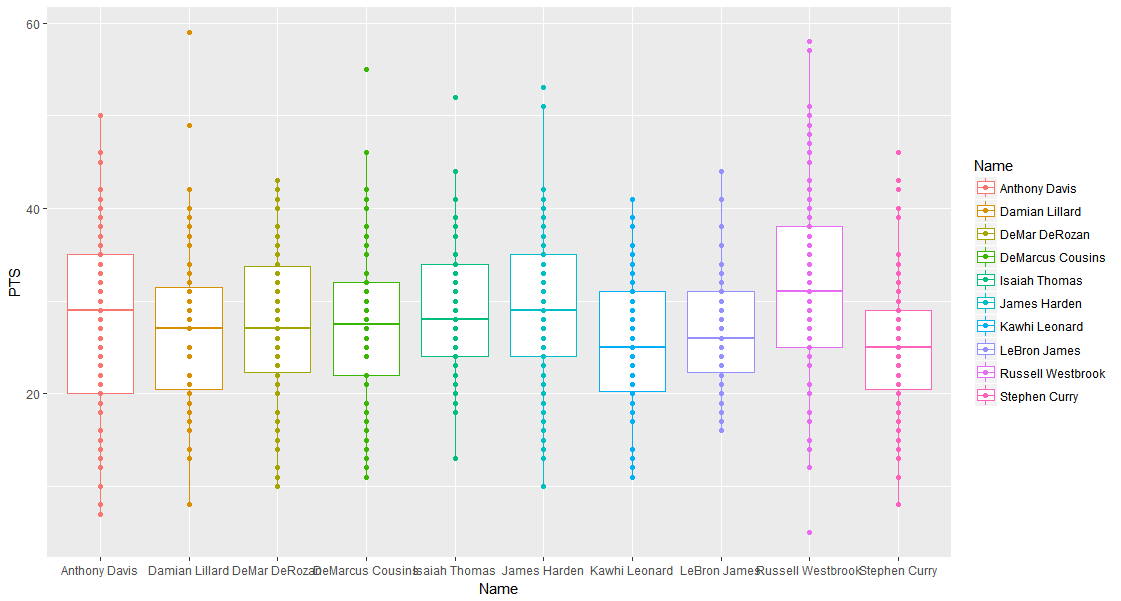 60
40
20
PTS
Anthony Davis Damian Lillard DeMar DeRozan DeMarcus Cousins Isaiah Thomas James Harden Kawhi Leonard LeBron James Russell Westbrook Stephen Curry
Name
Name
Anthony Davis
Damian Lillard
DeMar DeRozan
DeMarcus Cousins
Isaiah Thomas
James Harden
Kawhi Leonard
LeBron James
Russell Westbrook
Stephen Curry